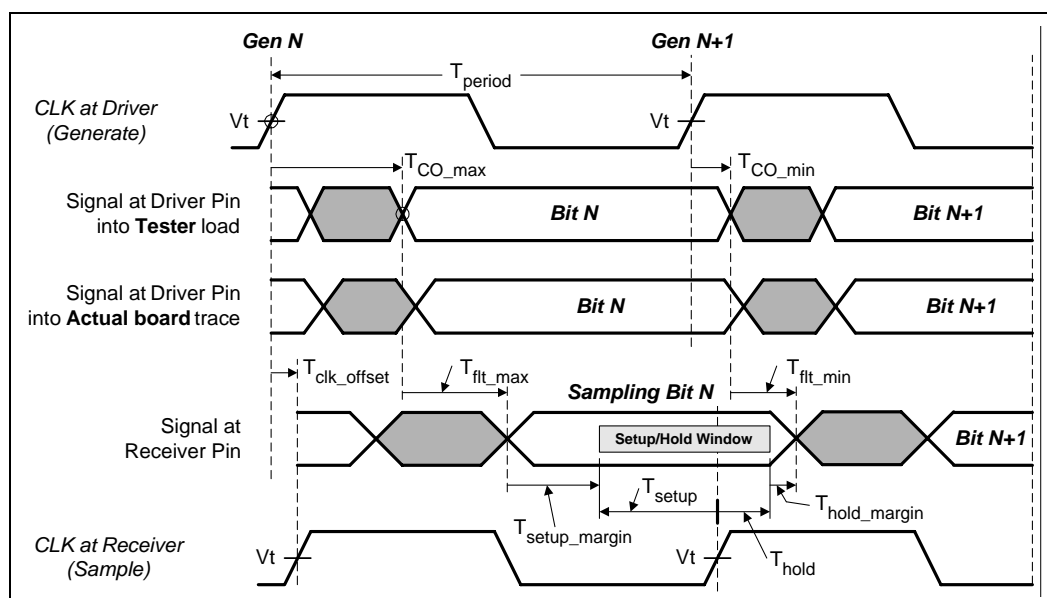 Gen N
Gen N+1
T_period
CLK at Driver
(Generate)
Vt
Vt
T_CO_max
T_CO_min
Signal at Driver Pin
into Tester load
Bit N
Bit N+1
Signal at Driver Pin
into Actual board trace
Bit N
Bit N+1
T_clk_offset
T_flt_max
T_flt_min
Sampling Bit N
Signal at
Receiver Pin
Setup/Hold Window
Bit N+1
T_setup
T_hold_margin
T_setup_margin
CLK at Receiver
(Sample)
Vt
Vt
T_hold